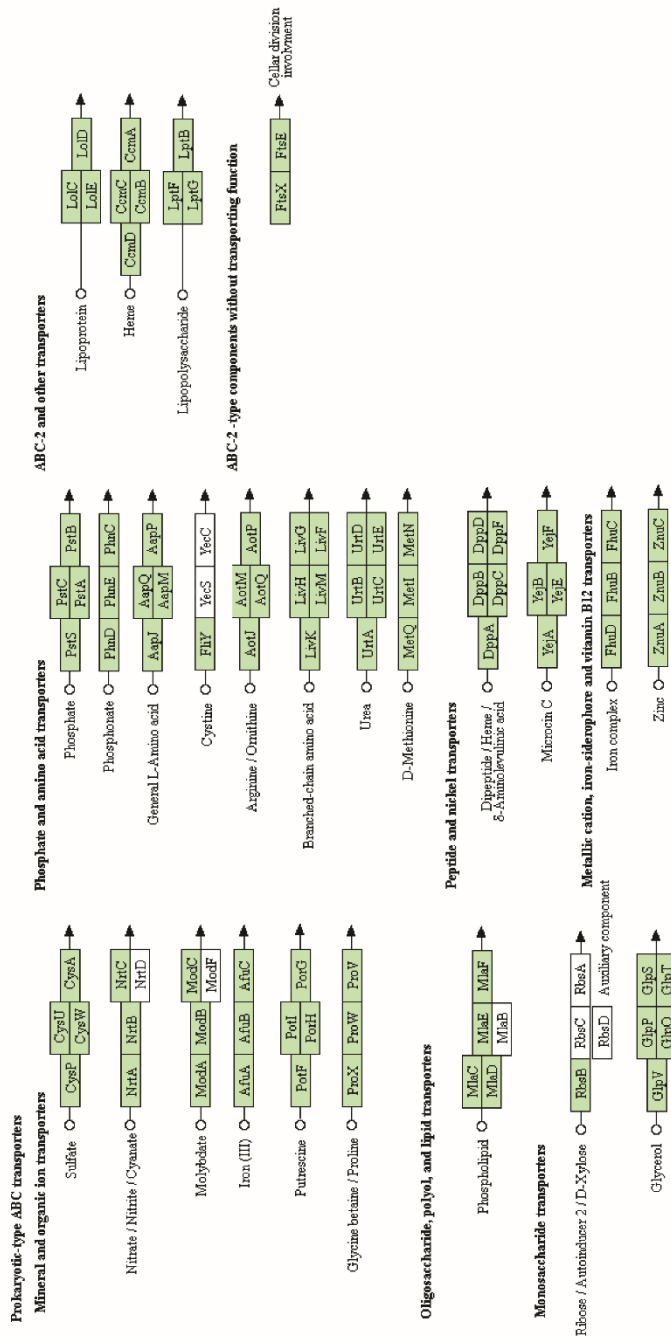 Prokaryotic-type ABC transporters
Mineral and organic ion transporters
Sulfate
CysP
CysU
CysW
CysA
Nitrate / Nitrite / Cyanate
NrtA
NrtB
NrtC
NrtD
Molybdate
ModA
ModB
ModC
ModF
Iron (III)
AfuA
AfuB
AfuC
Putrescine
PotF
PotI
PotH
PotG
Glycine betaine / Proline
ProX
ProW
ProV
Oligosaccharide, polyol, and lipid transporters
Phospholipid
MlaC
MlaD
MlaE
MlaB
MlaF
Monosaccharide transporters
Ribose / Autoinducer 2 / D-Xylose
RbsB
RbsC
RbsD
RbsA
Auxiliary component
Glycerol
GlpV
GlpP
GlpQ
GlpS
GlpT
Phosphate and amino acid transporters
Phosphate
PstS
PstC
PstA
PstB
Phosphonate
PhnD
PhnE
PhnC
General L-Amino acid
AapJ
AapQ
AapM
AapP
Cystine
FliY
YecS
YecC
Arginine / Ornithine
AotJ
AotM
AotQ
AotP
Branched-chain amino acid
LivK
LivH
LivM
LivG
LivF
Urea
UrtA
UrtB
UrtC
UrtD
UrtE
D-Methionine
MetQ
MetI
MetN
Peptide and nickel transporters
Dipeptide / Heme /
δ-Aminolevulinic acid
DppA
DppB
DppC
DppD
DppF
Microcin C
YejA
YejB
YejE
YejF
Metallic cation, iron-siderophore and vitamin B12 transporters
Iron complex
FhuD
FhuB
FhuC
Zinc
ZnuA
ZnuB
ZnuC
ABC-2 and other transporters
Lipoprotein
LolC
LolE
LolD
Heme
CcmD
CcmC
CcmB
CcmA
Lipopolysaccharide
LptF
LptG
LptB
ABC-2 -type components without transporting function
FtsX
FtsE
Cellar division
involvment